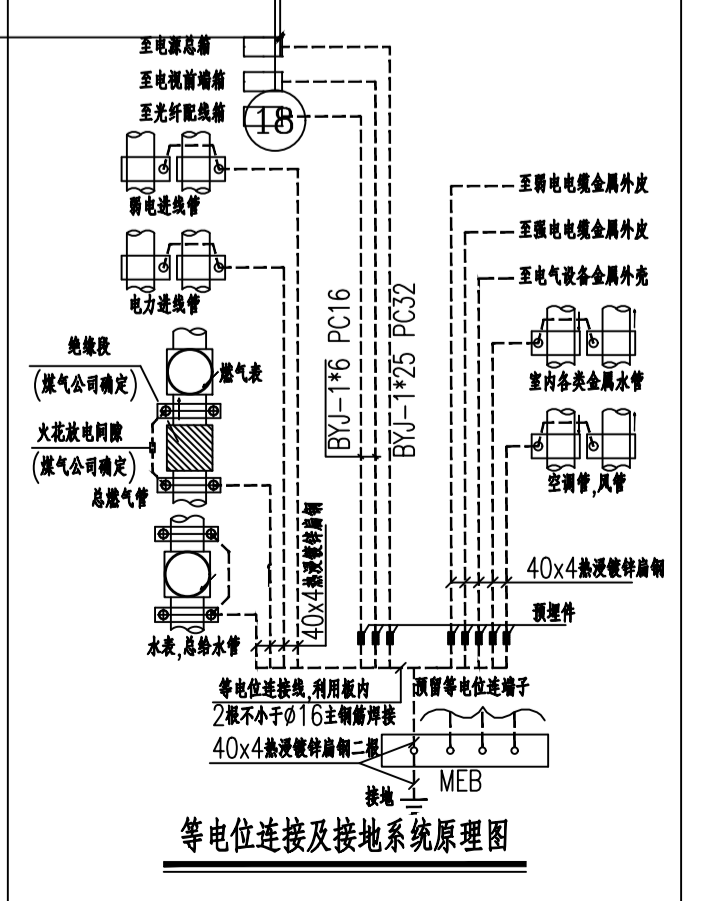 至电源总箱
至电视前端箱
至光纤配线箱
18
弱电进线管
电力进线管
绝缘段
(煤气公司确定)
燃气表
火花放电间隙
(煤气公司确定)
总燃气管
水表,总给水管
40x4热浸镀锌扁钢
BYJ-1*6 PC16
BYJ-1*25 PC32
至弱电电缆金属外皮
至强电电缆金属外皮
至电气设备金属外壳
室内各类金属水管
空调管,风管
40x4热浸镀锌扁钢
预埋件
等电位连接线,利用板内
2根不小于Ø16主钢筋焊接
预留等电位连端子
40x4热浸镀锌扁钢二根
MEB
接地
等电位连接及接地系统原理图